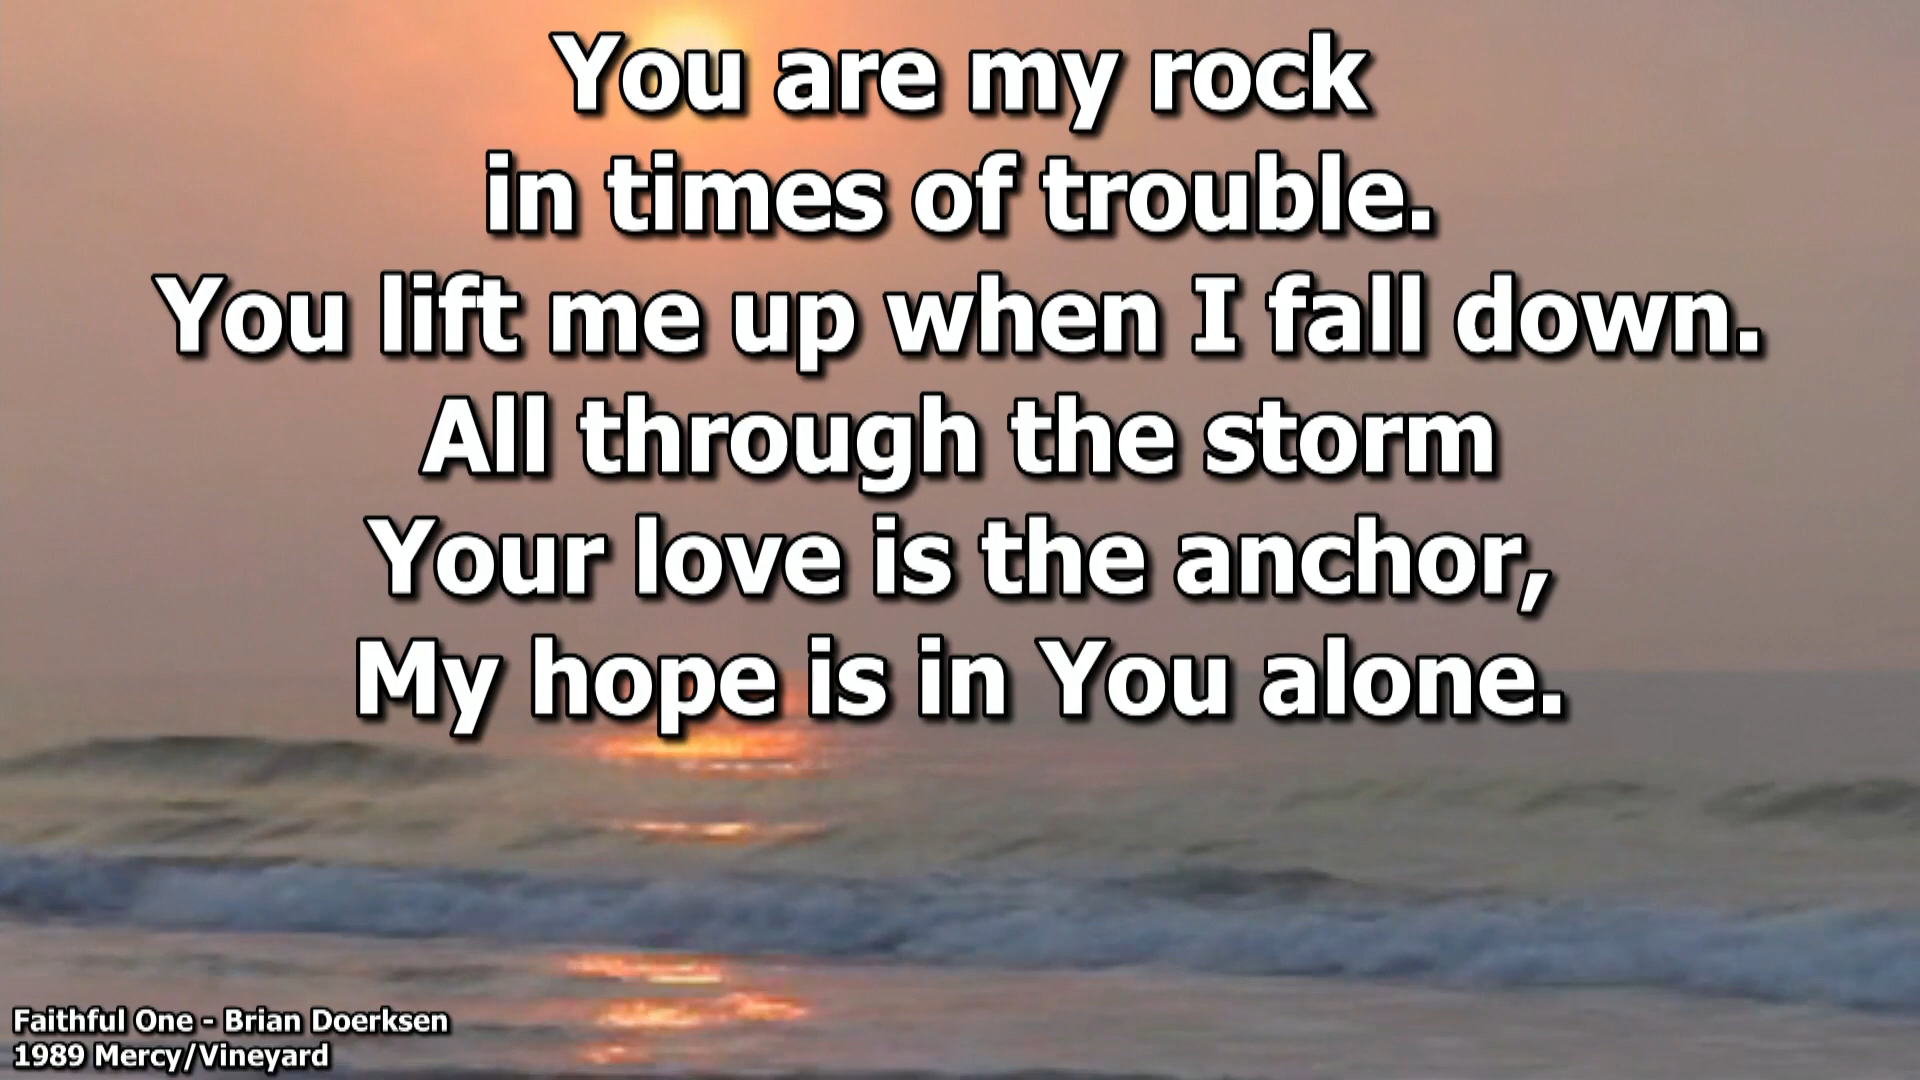 You are my rock
in times of trouble.
You lift me up when I fall down.
All through the storm
Your love is the anchor,
My hope is in You alone.
Faithful One - Brian Doerksen
1989 Mercy/Vineyard